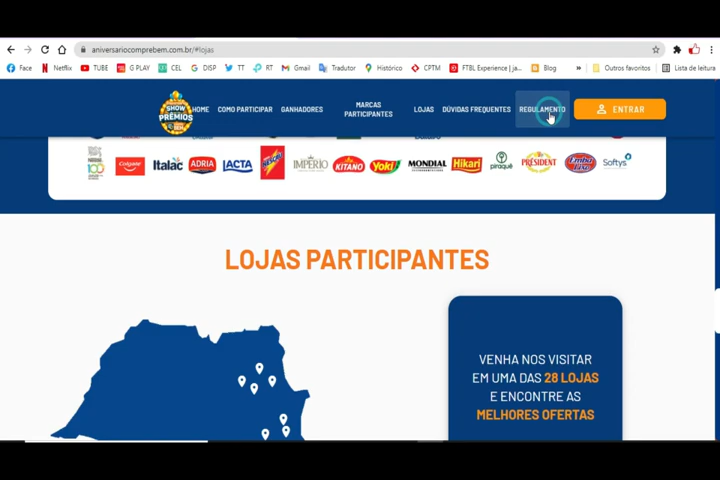 aniversariocomprebem.com.br/#lojas
Face Netflix TUBE G PLAY CEL DISP TT RT Gmail Tradutor Histórico CPTM FTBL Experience | ja... Blog » Outros favoritos Lista de leitura
SHOW DE PRÊMIOS
HOME COMO PARTICIPAR GANHADORES MARCAS PARTICIPANTES LOJAS DÚVIDAS FREQUENTES REGULAMENTO ENTRAR
100 Colgate Italac ADRIA LACTA NESCAU IMPÉRIO KITANO Yoki MONDIAL Hikari piraquê PRÉSIDENT Softys
LOJAS PARTICIPANTES
VENHA NOS VISITAR
EM UMA DAS 28 LOJAS
E ENCONTRE AS
MELHORES OFERTAS